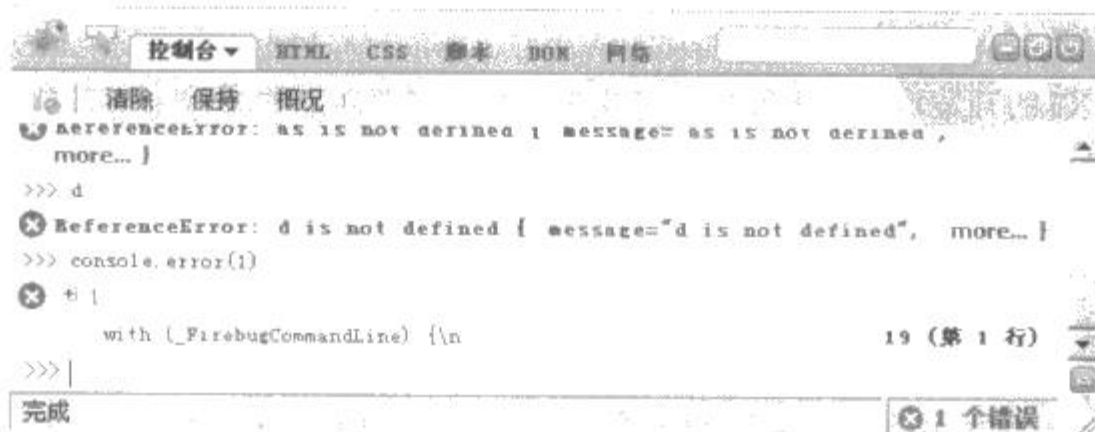 控制台 HTML CSS 脚本 DOM 网络
清除 保持 概况
ReferenceError: as is not defined { message= as is not defined ,
more... }
>>> d
ReferenceError: d is not defined { message="d is not defined", more... }
>>> console.error(1)
1
with (_FirebugCommandLine) {\n 19 (第 1 行)
>>>
完成 1 个错误